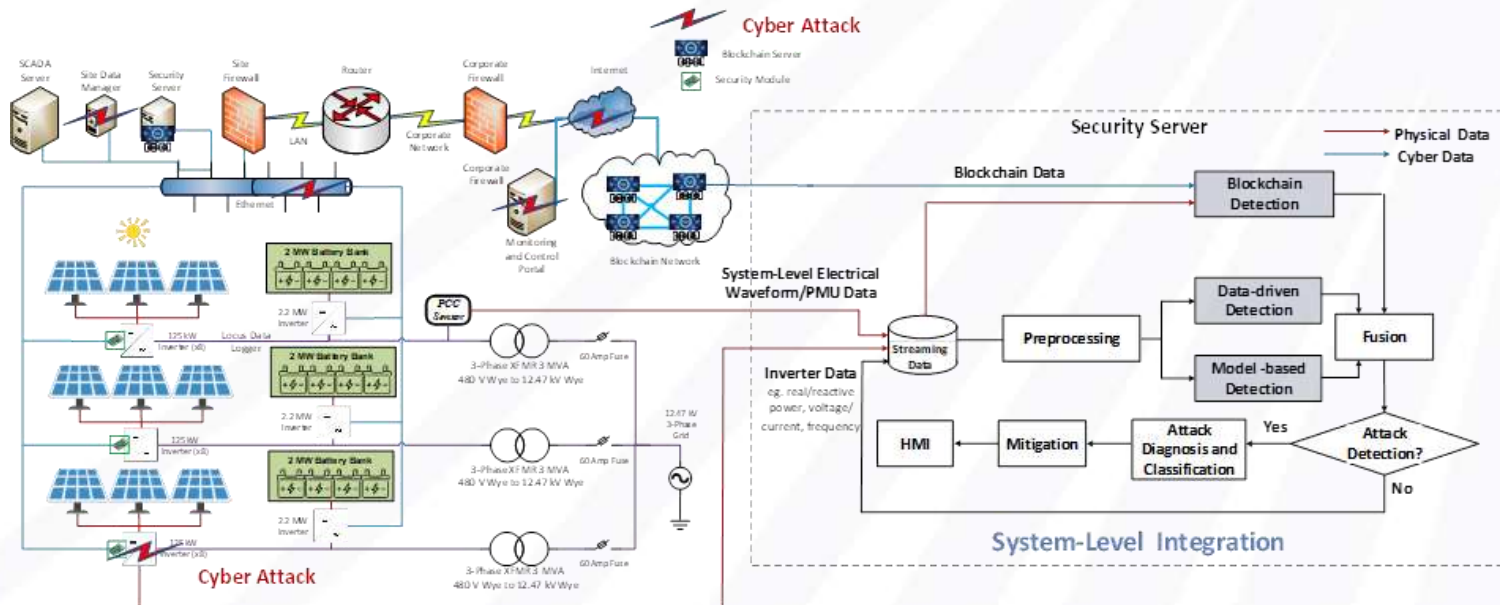 Cyber Attack
Blockchain Server
Security Module
SCADA
Server
Site Data
Manager
Security
Server
Site
Firewall
Router
Corporate
Firewall
Internet
LAN
Corporate
Network
Corporate
Firewall
Ethernet
Monitoring
and Control
Portal
Blockchain Network
2 MW Battery Bank
2.2 MW
Inverter
125 kW
Inverter (x8)
Locus Data
Logger
PCC
Sensor
3-Phase XFMR 3 MVA
480 V Wye to 12.47 kV Wye
60 Amp Fuse
2 MW Battery Bank
2.2 MW
Inverter
125 kW
Inverter (x8)
3-Phase XFMR 3 MVA
480 V Wye to 12.47 kV Wye
60 Amp Fuse
12.47 kV
3-Phase
Grid
2 MW Battery Bank
2.2 MW
Inverter
125 kW
Inverter (x8)
Cyber Attack
3-Phase XFMR 3 MVA
480 V Wye to 12.47 kV Wye
60 Amp Fuse
Security Server
Physical Data
Cyber Data
Blockchain Data
Blockchain
Detection
System-Level Electrical
Waveform/PMU Data
Streaming
Data
Preprocessing
Data-driven
Detection
Model -based
Detection
Fusion
Inverter Data
eg. real/reactive
power, voltage/
current, frequency
HMI
Mitigation
Attack
Diagnosis and
Classification
Yes
Attack
Detection?
No
System-Level Integration